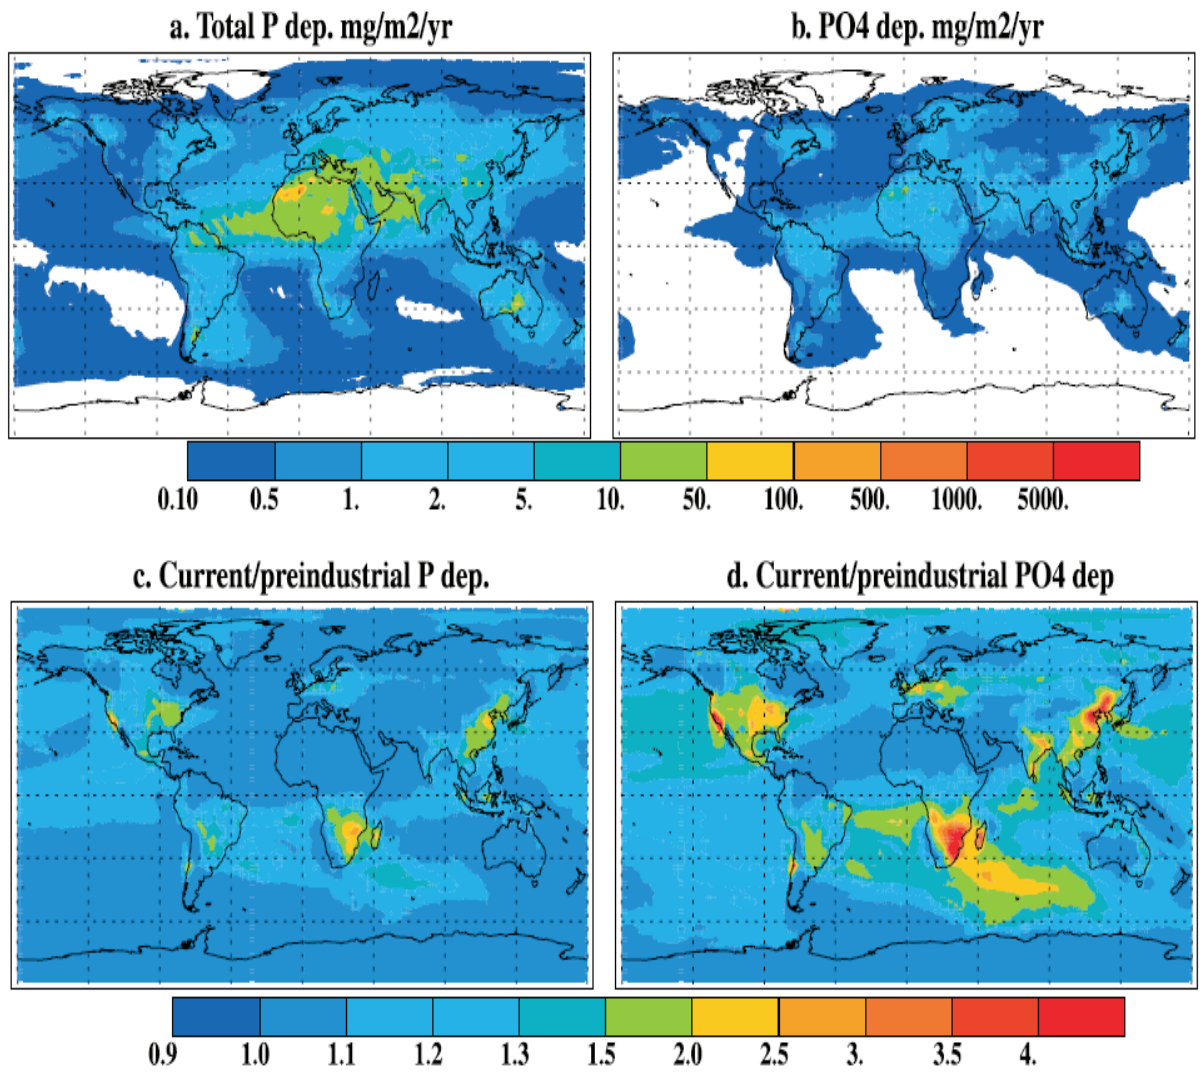 a. Total P dep. mg/m2/yr
b. PO4 dep. mg/m2/yr
0.10 0.5 1. 2. 5. 10. 50. 100. 500. 1000. 5000.
c. Current/preindustrial P dep.
d. Current/preindustrial PO4 dep
0.9 1.0 1.1 1.2 1.3 1.5 2.0 2.5 3. 3.5 4.